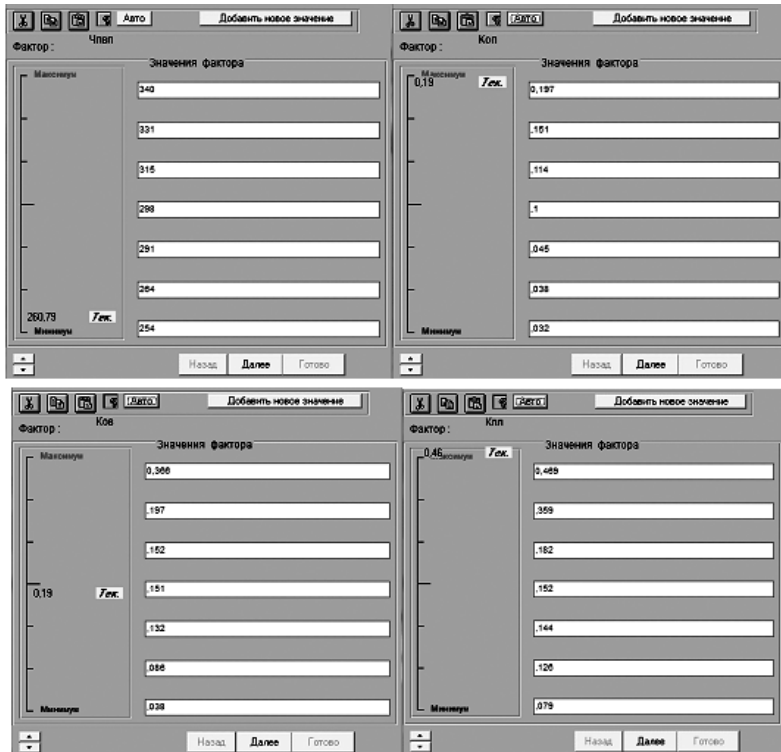 Авто Добавить новое значение
Фактор : Чпвп
Значения фактора
Максимум
340
331
315
298
291
264
260,79 Тек.
Минимум
254
Назад Далее Готово
Авто Добавить новое значение
Фактор : Коп
Значения фактора
Максимум
0,19 Тек.
0,197
,151
,114
,1
,045
,038
Минимум
,032
Назад Далее Готово
Авто Добавить новое значение
Фактор : Ков
Значения фактора
Максимум
0,366
,197
,152
0,19 Тек.
,151
,132
,086
Минимум
,038
Назад Далее Готово
Авто Добавить новое значение
Фактор : Кпп
Значения фактора
0,46 Тек.
Максимум
0,469
,359
,182
,152
,144
,126
Минимум
,079
Назад Далее Готово